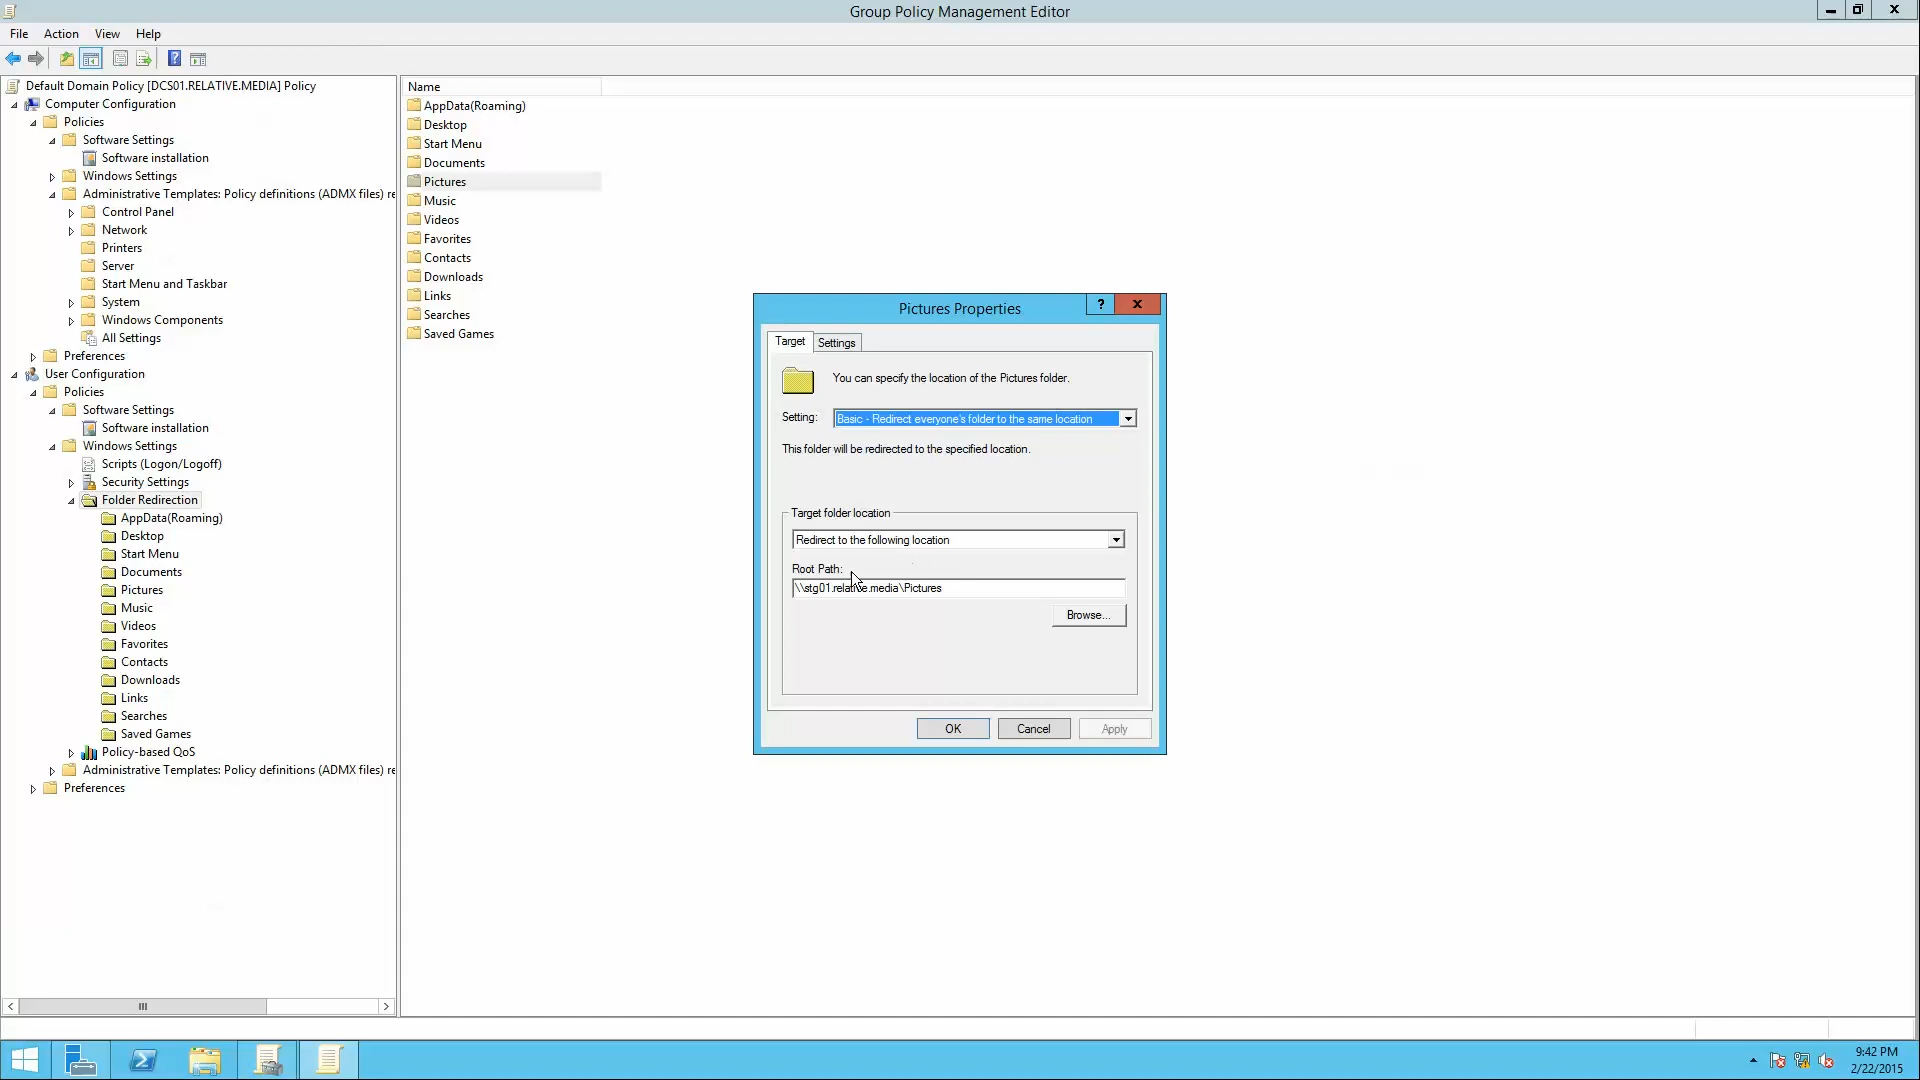 Group Policy Management Editor
File Action View Help
Default Domain Policy [DCS01.RELATIVE.MEDIA] Policy
Computer Configuration
Policies
Software Settings
Software installation
Windows Settings
Administrative Templates: Policy definitions (ADMX files) re
Control Panel
Network
Printers
Server
Start Menu and Taskbar
System
Windows Components
All Settings
Preferences
User Configuration
Policies
Software Settings
Software installation
Windows Settings
Scripts (Logon/Logoff)
Security Settings
Folder Redirection
AppData(Roaming)
Desktop
Start Menu
Documents
Pictures
Music
Videos
Favorites
Contacts
Downloads
Links
Searches
Saved Games
Policy-based QoS
Administrative Templates: Policy definitions (ADMX files) re
Preferences
Name
AppData(Roaming)
Desktop
Start Menu
Documents
Pictures
Music
Videos
Favorites
Contacts
Downloads
Links
Searches
Saved Games
Pictures Properties
Target Settings
You can specify the location of the Pictures folder.
Setting: Basic - Redirect everyone's folder to the same location
This folder will be redirected to the specified location.
Target folder location
Redirect to the following location
Root Path:
\\stg01.relative.media\Pictures
Browse...
OK Cancel Apply
9:42 PM
2/22/2015